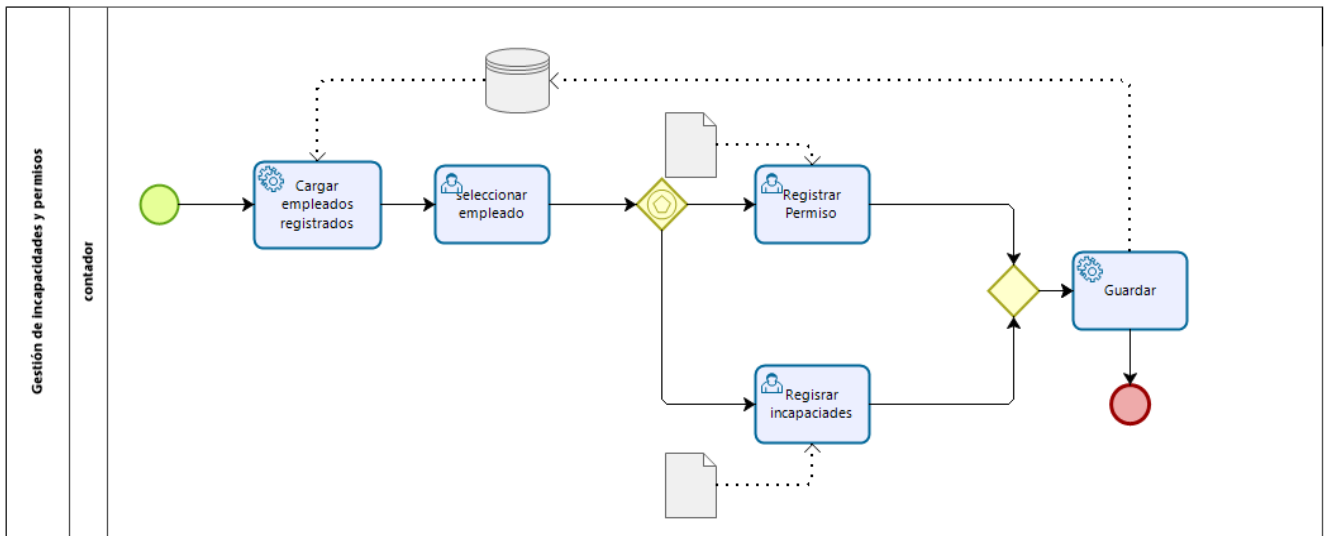 Gestión de incapacidades y permisos
contador
Cargar
empleados
registrados
seleccionar
empleado
Registrar
Permiso
Regisrar
incapaciades
Guardar